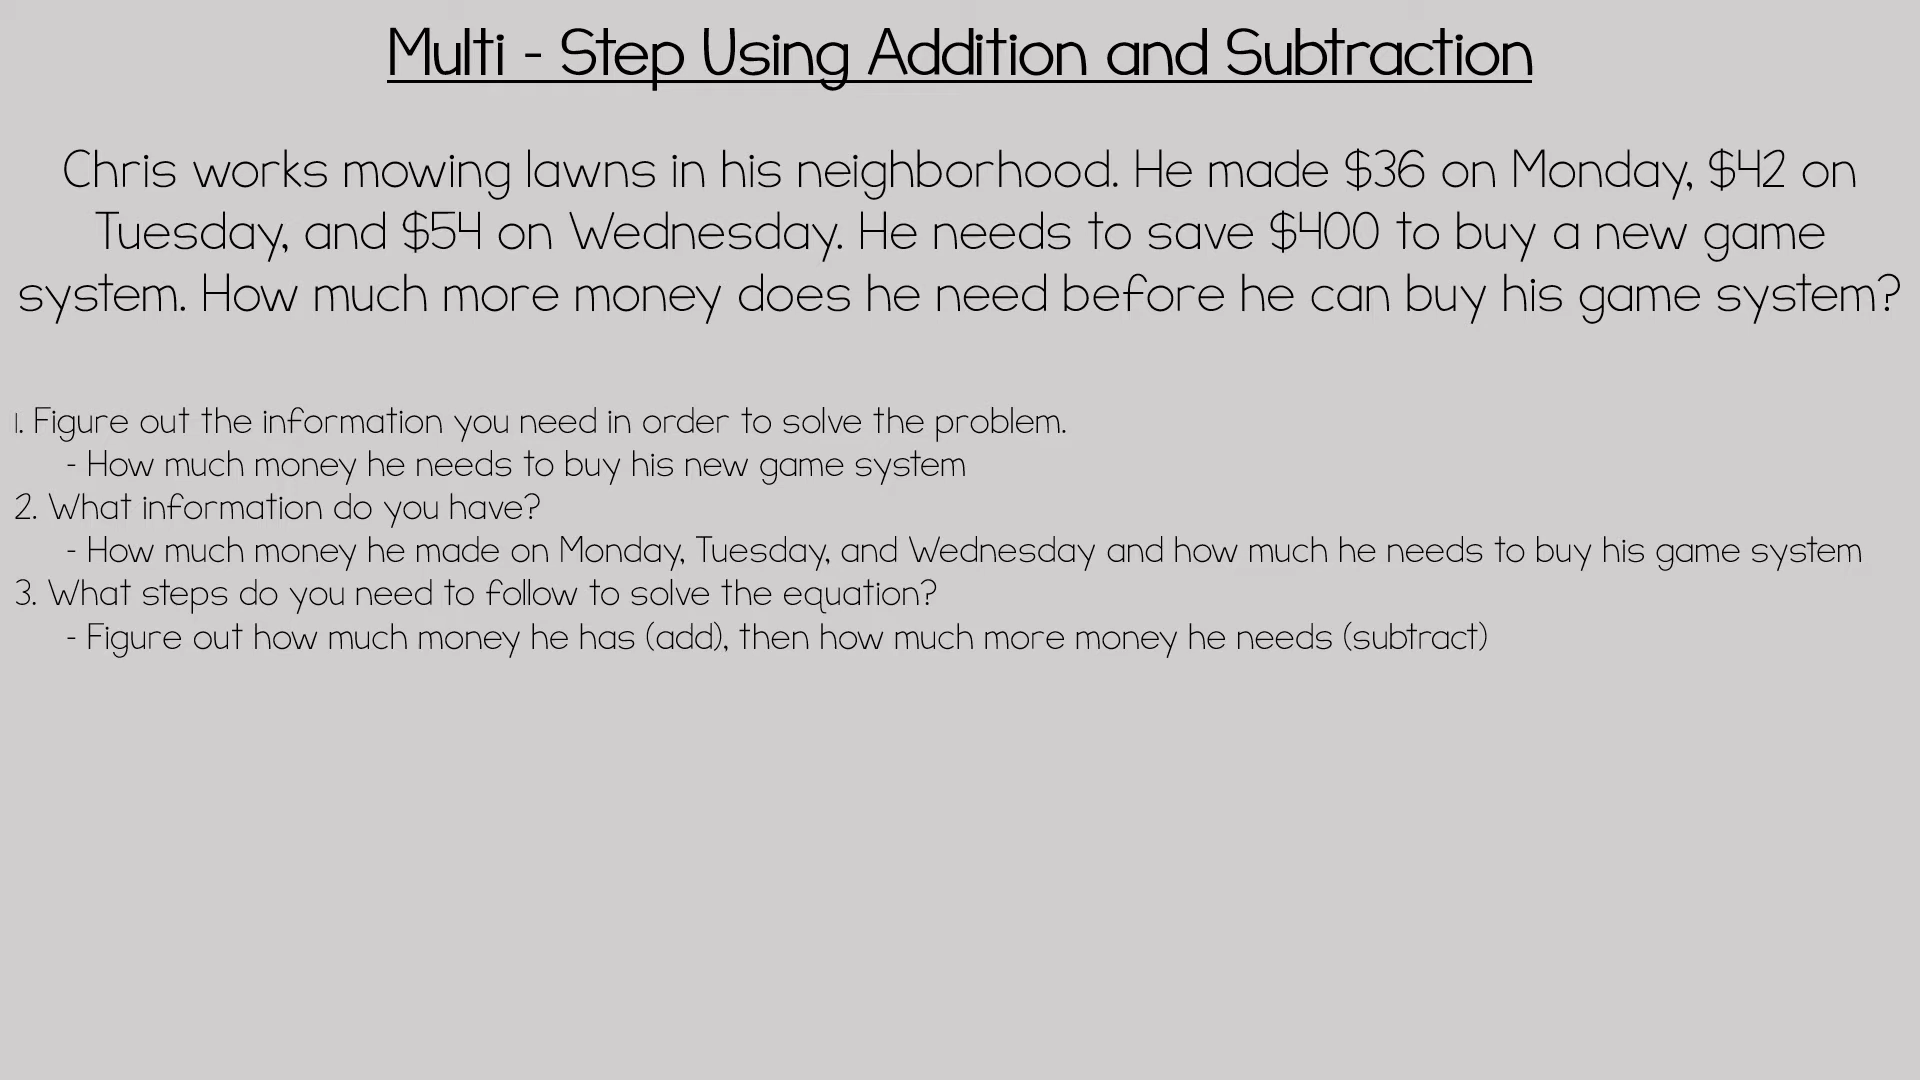 Multi - Step Using Addition and Subtraction
Chris works mowing lawns in his neighborhood. He made $36 on Monday, $42 on
Tuesday, and $54 on Wednesday. He needs to save $400 to buy a new game
system. How much more money does he need before he can buy his game system?
1. Figure out the information you need in order to solve the problem.
- How much money he needs to buy his new game system
2. What information do you have?
- How much money he made on Monday, Tuesday, and Wednesday and how much he needs to buy his game system
3. What steps do you need to follow to solve the equation?
- Figure out how much money he has (add), then how much more money he needs (subtract)